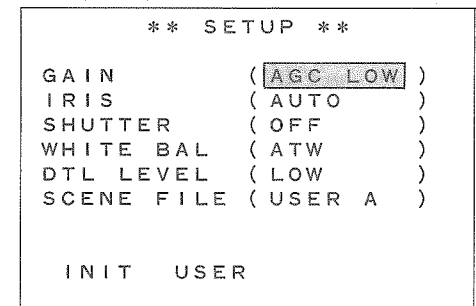 ** SETUP **
GAIN (AGC LOW)
IRIS (AUTO)
SHUTTER (OFF)
WHITE BAL (ATW)
DTL LEVEL (LOW)
SCENE FILE (USER A)
INIT USER